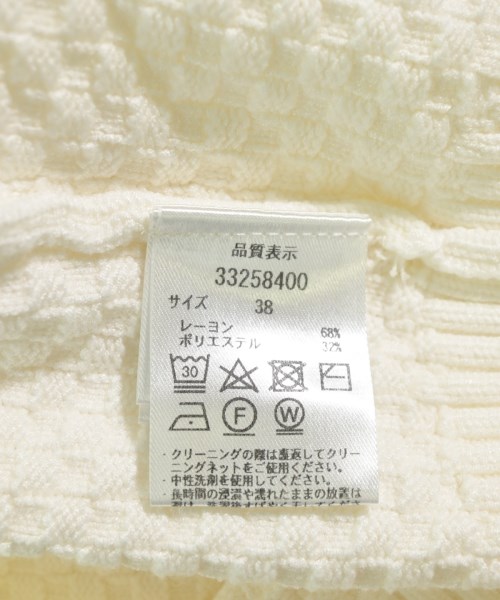 品質表示
33258400
サイズ 38
レーヨン 68%
ポリエステル 32%
30
F W
・クリーニングの際は裏返してクリー
ニングネットをご使用ください。
・中性洗剤を使用してください。
・長時間の浸漬や濡れたままの放置は